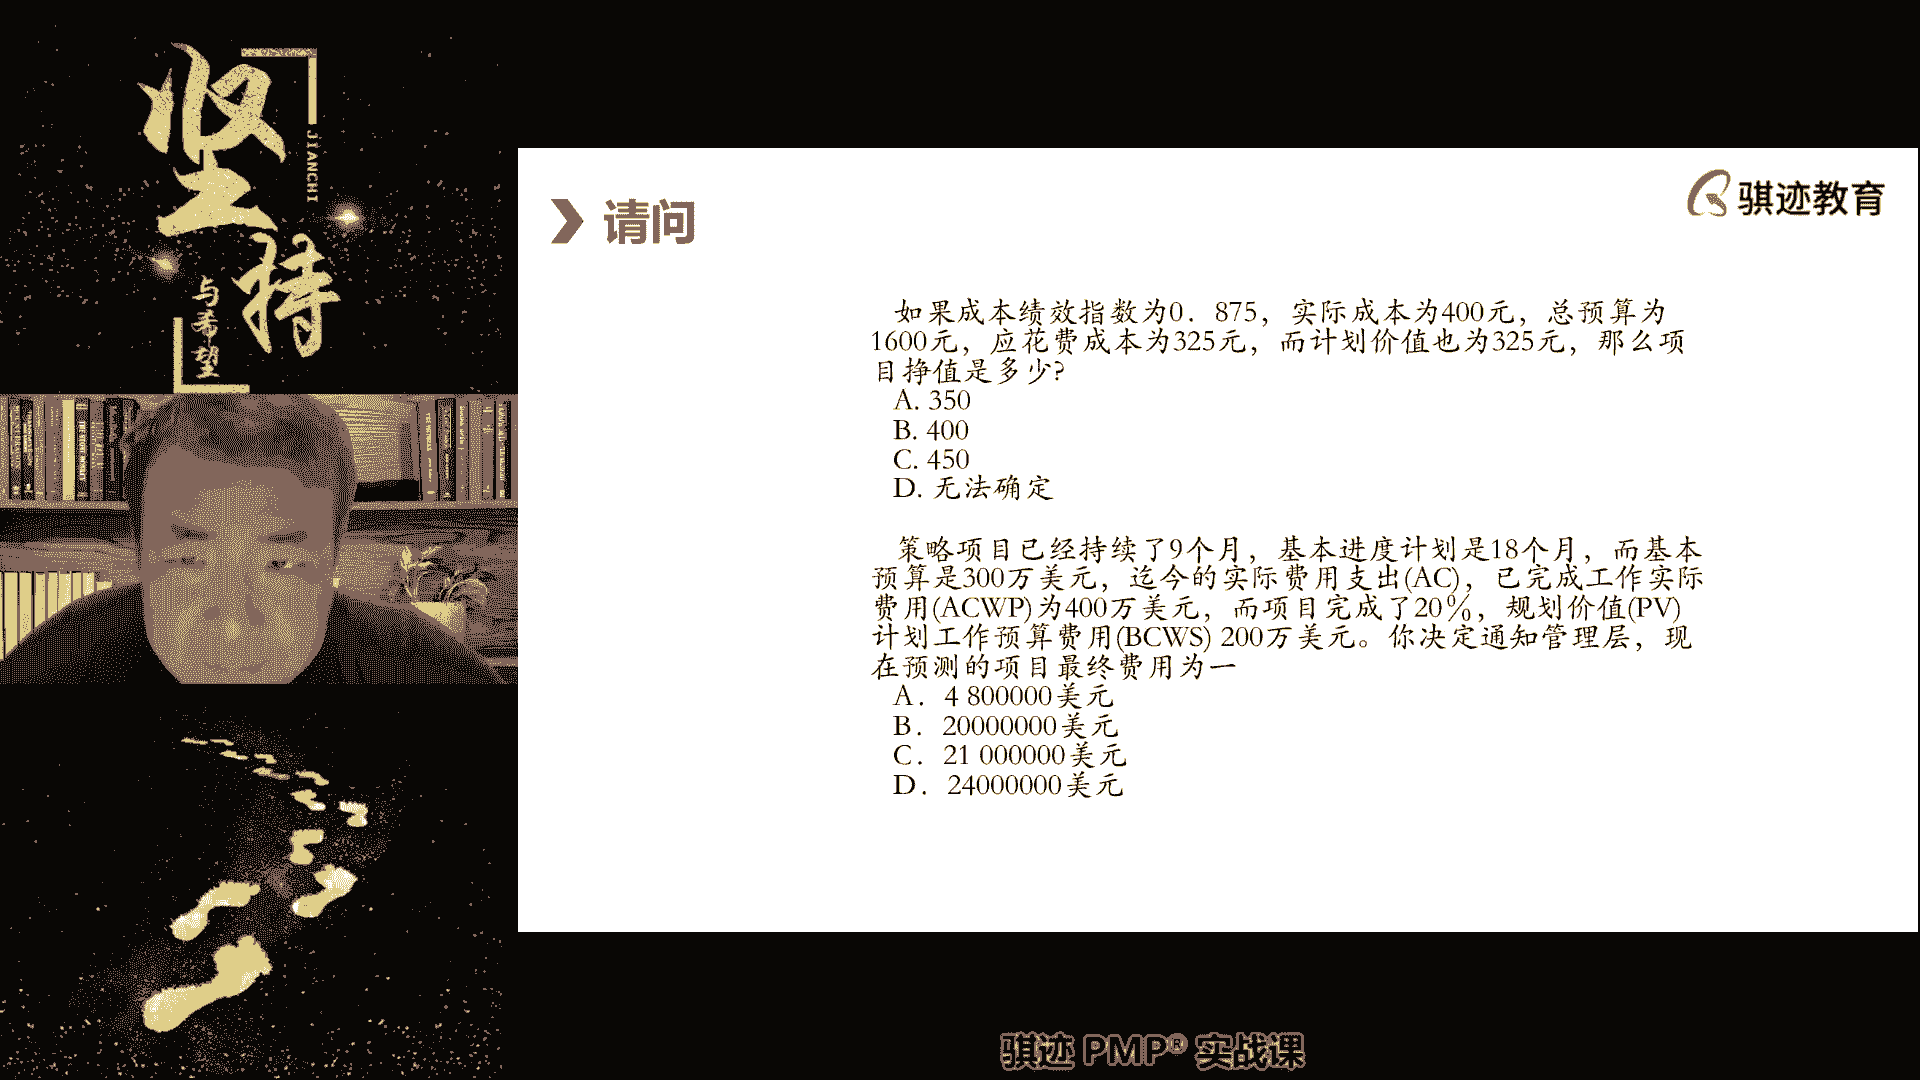 坚持
JIANCHI
与希望
骐迹教育
请问
如果成本绩效指数为0．875，实际成本为400元，总预算为
1600元，应花费成本为325元，而计划价值也为325元，那么项
目挣值是多少?
A. 350
B. 400
C. 450
D. 无法确定
策略项目已经持续了9个月，基本进度计划是18个月，而基本
预算是300万美元，迄今的实际费用支出(AC)，已完成工作实际
费用(ACWP)为400万美元，而项目完成了20％，规划价值(PV)
计划工作预算费用(BCWS) 200万美元。你决定通知管理层，现
在预测的项目最终费用为一
A．4 800000美元
B．20000000美元
C．21 000000美元
D．24000000美元
骐迹 PMP® 实战课